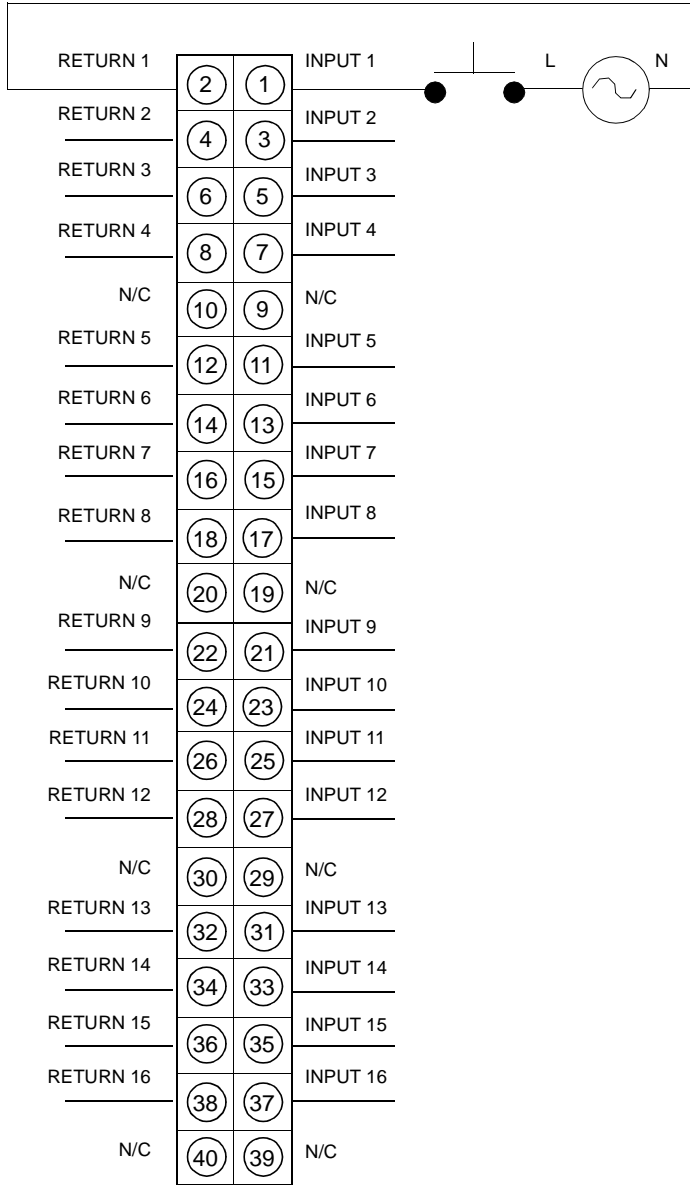 RETURN 1 2 1 INPUT 1 L N
RETURN 2 4 3 INPUT 2
RETURN 3 6 5 INPUT 3
RETURN 4 8 7 INPUT 4
N/C 10 9 N/C
RETURN 5 12 11 INPUT 5
RETURN 6 14 13 INPUT 6
RETURN 7 16 15 INPUT 7
RETURN 8 18 17 INPUT 8
N/C 20 19 N/C
RETURN 9 22 21 INPUT 9
RETURN 10 24 23 INPUT 10
RETURN 11 26 25 INPUT 11
RETURN 12 28 27 INPUT 12
N/C 30 29 N/C
RETURN 13 32 31 INPUT 13
RETURN 14 34 33 INPUT 14
RETURN 15 36 35 INPUT 15
RETURN 16 38 37 INPUT 16
N/C 40 39 N/C